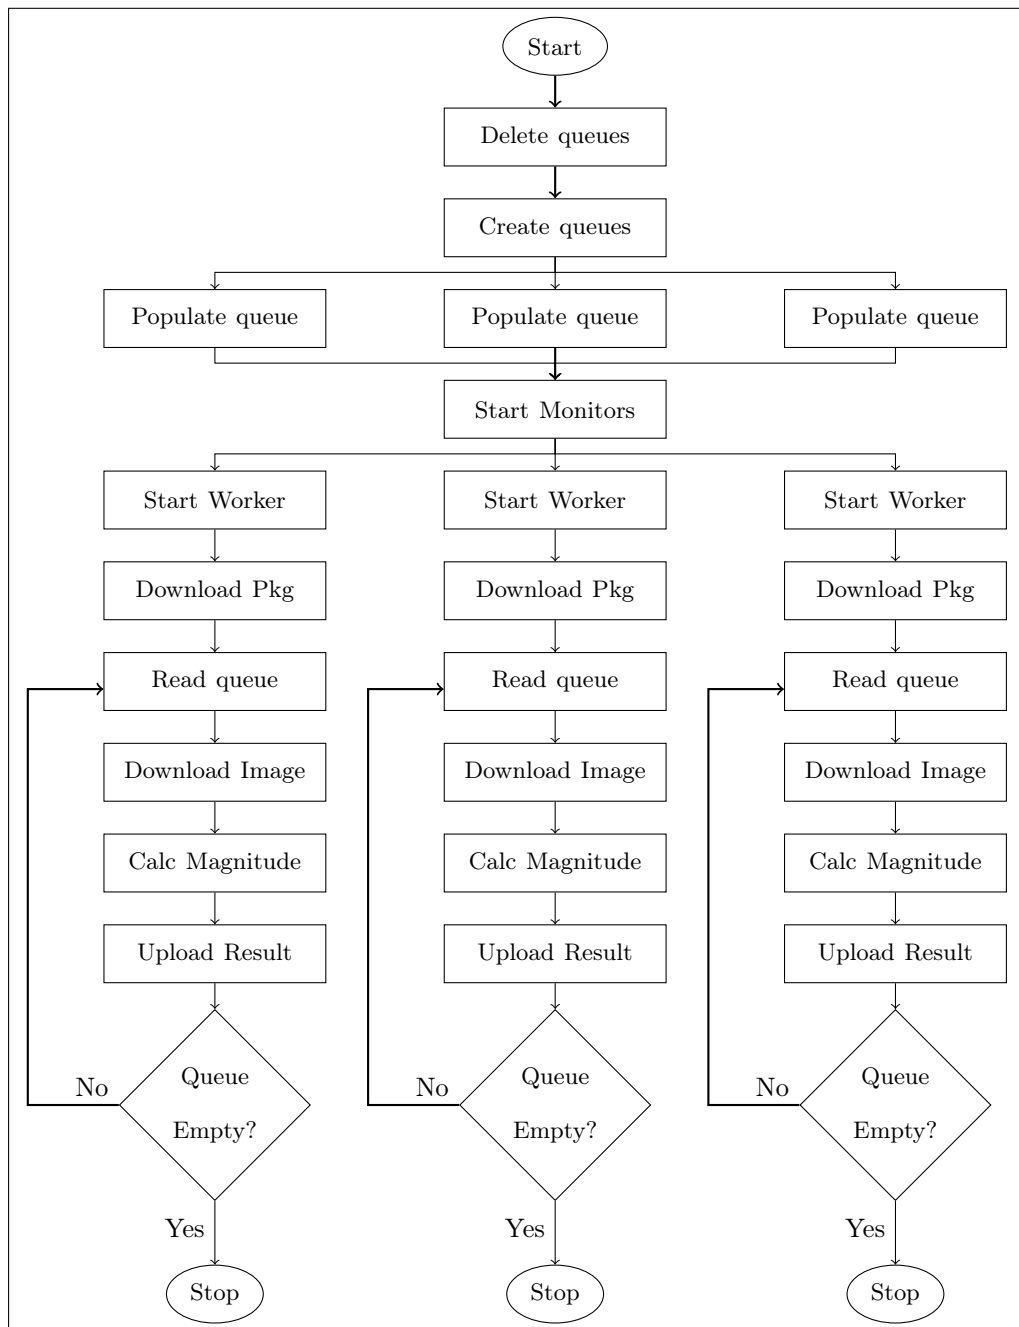 Start
Delete queues
Create queues
Populate queue
Populate queue
Populate queue
Start Monitors
Start Worker
Start Worker
Start Worker
Download Pkg
Download Pkg
Download Pkg
Read queue
Read queue
Read queue
Download Image
Download Image
Download Image
Calc Magnitude
Calc Magnitude
Calc Magnitude
Upload Result
Upload Result
Upload Result
No
Queue
Empty?
No
Queue
Empty?
No
Queue
Empty?
Yes
Yes
Yes
Stop
Stop
Stop